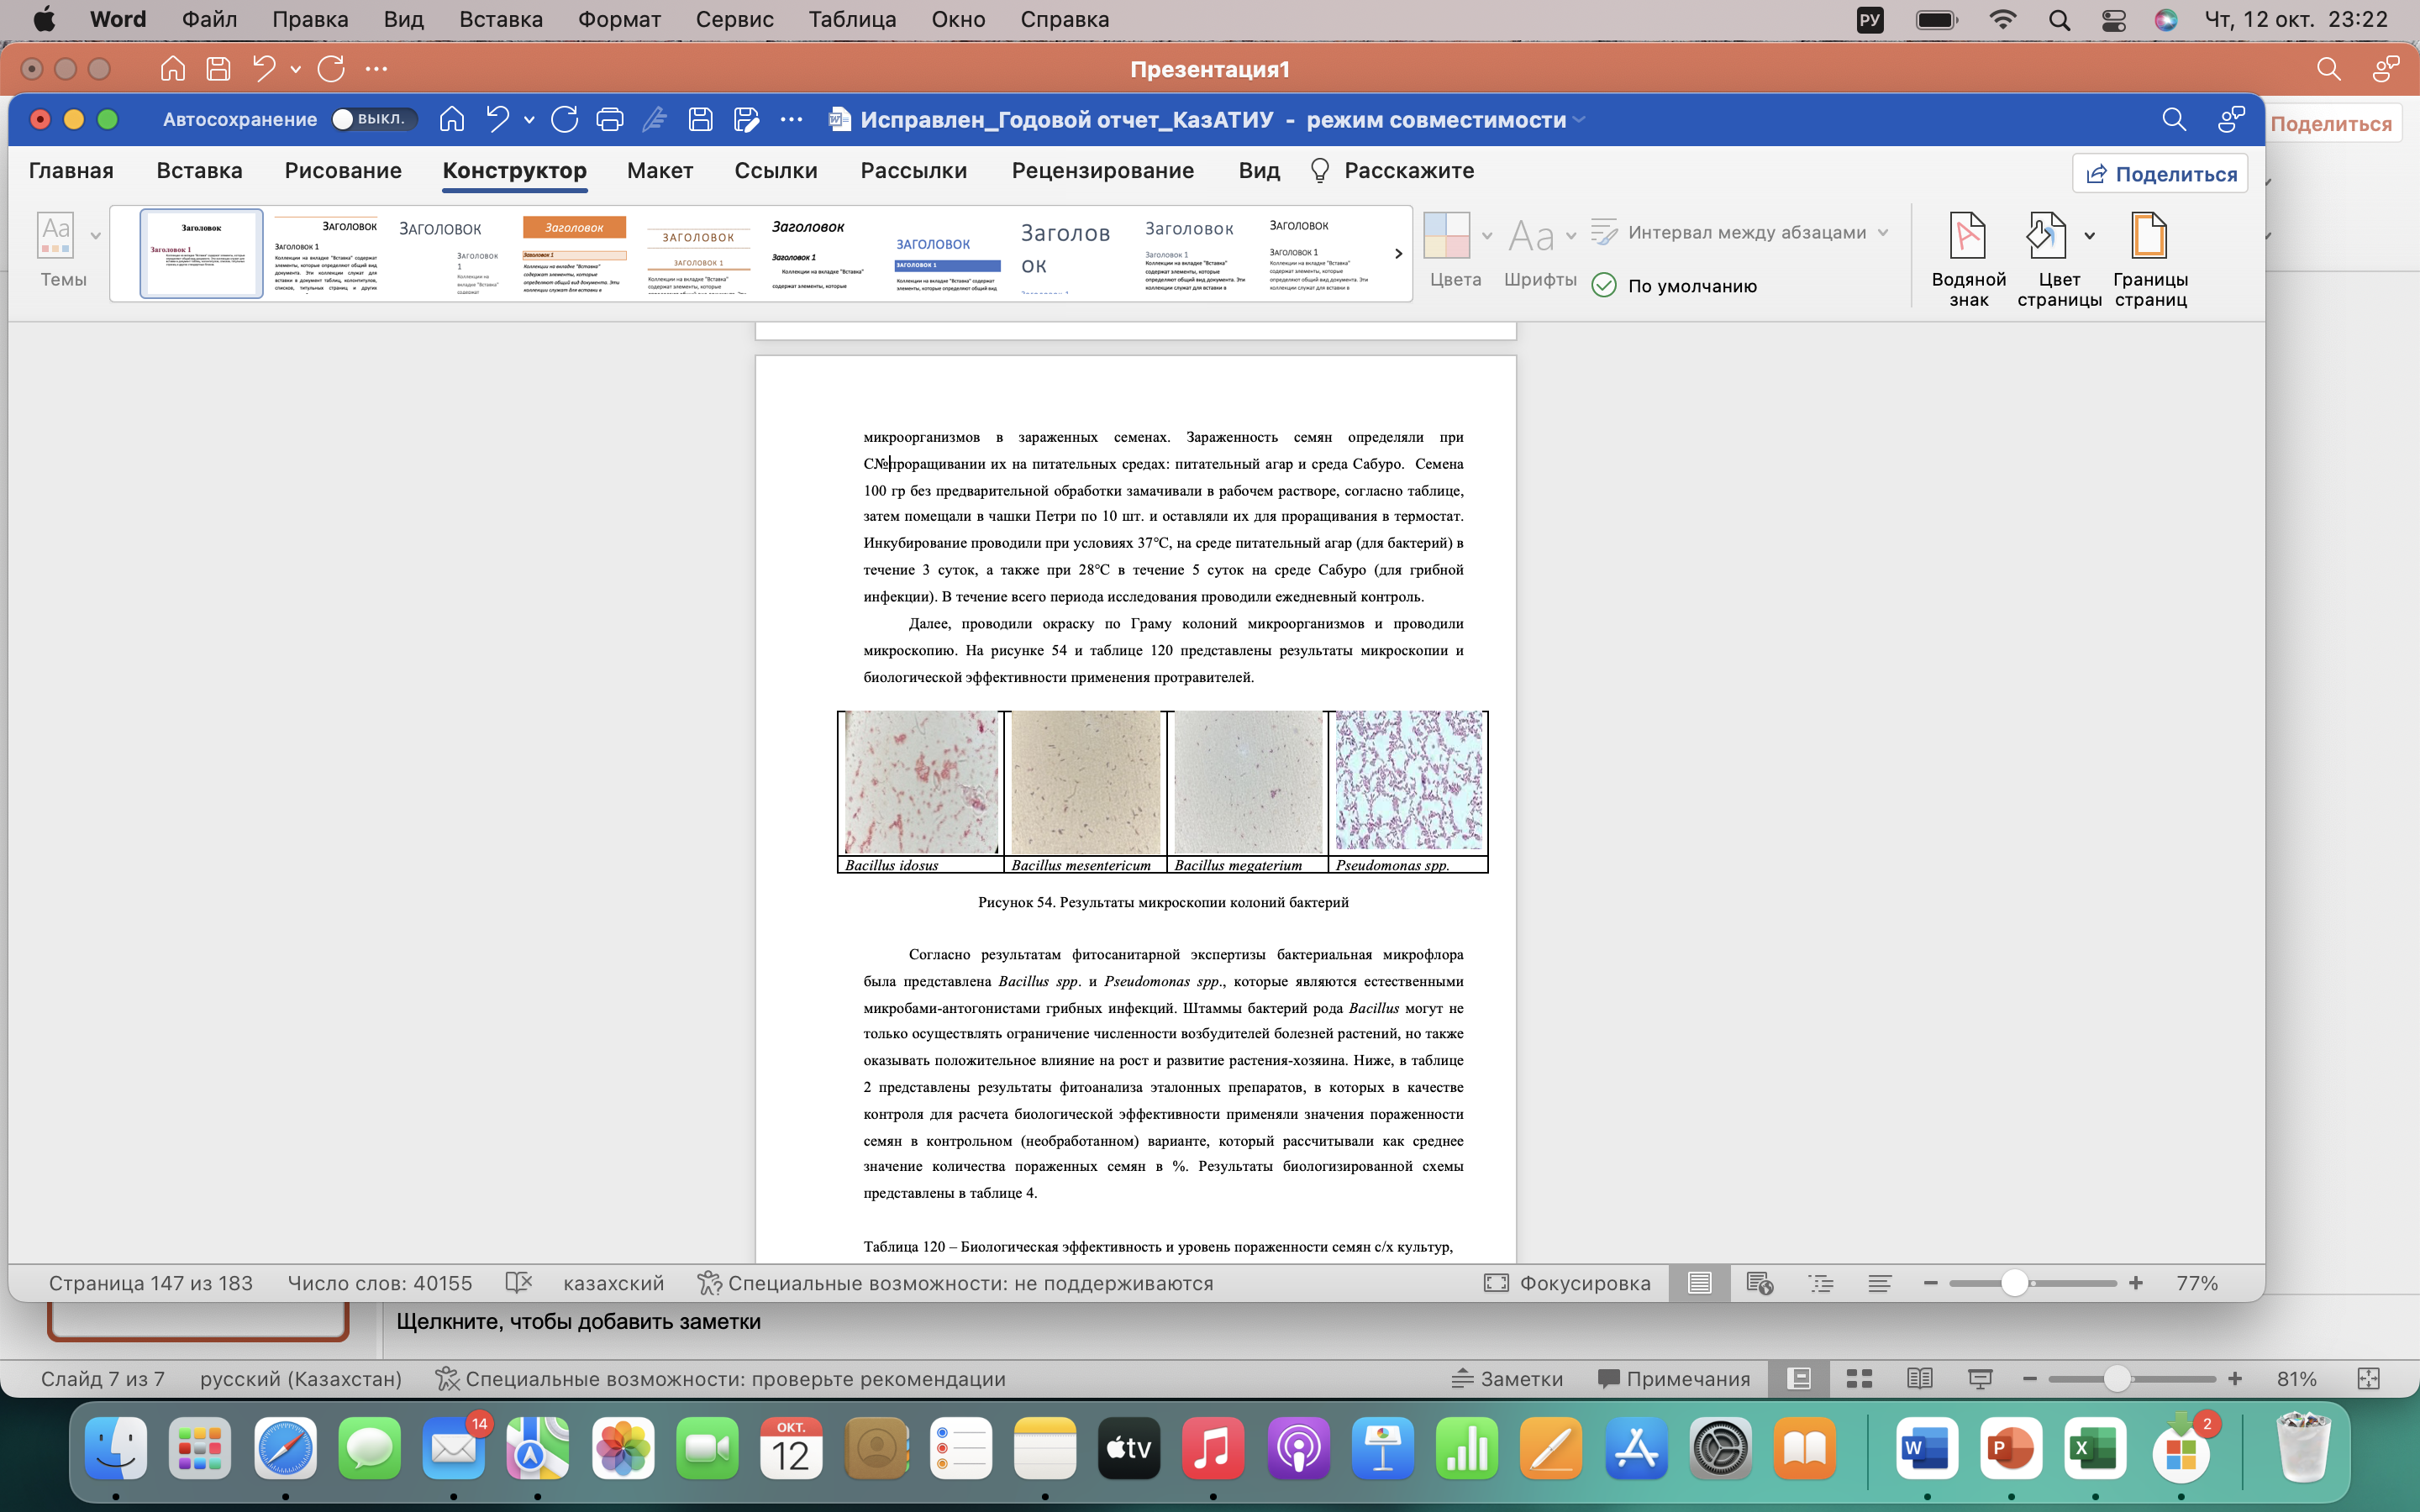 Word Файл Правка Вид Вставка Формат Сервис Таблица Окно Справка РУ Чт, 12 окт. 23:22
Презентация1
Автосохранение ВЫКЛ. Исправлен_Годовой отчет_КазАТИУ - режим совместимости
Поделиться
Главная Вставка Рисование Конструктор Макет Ссылки Рассылки Рецензирование Вид Расскажите Поделиться
Темы
Заголовок
Заголовок 1
Цвета Шрифты
Интервал между абзацами
По умолчанию
Водяной знак
Цвет страницы
Границы страниц
микроорганизмов в зараженных семенах. Зараженность семян определяли при
С№проращивании их на питательных средах: питательный агар и среда Сабуро. Семена
100 гр без предварительной обработки замачивали в рабочем растворе, согласно таблице,
затем помещали в чашки Петри по 10 шт. и оставляли их для проращивания в термостат.
Инкубирование проводили при условиях 37°С, на среде питательный агар (для бактерий) в
течение 3 суток, а также при 28°С в течение 5 суток на среде Сабуро (для грибной
инфекции). В течение всего периода исследования проводили ежедневный контроль.
Далее, проводили окраску по Граму колоний микроорганизмов и проводили
микроскопию. На рисунке 54 и таблице 120 представлены результаты микроскопии и
биологической эффективности применения протравителей.
Bacillus idosus Bacillus mesentericum Bacillus megaterium Pseudomonas spp.
Рисунок 54. Результаты микроскопии колоний бактерий
Согласно результатам фитосанитарной экспертизы бактериальная микрофлора
была представлена Bacillus spp. и Pseudomonas spp., которые являются естественными
микробами-антогонистами грибных инфекций. Штаммы бактерий рода Bacillus могут не
только осуществлять ограничение численности возбудителей болезней растений, но также
оказывать положительное влияние на рост и развитие растения-хозяина. Ниже, в таблице
2 представлены результаты фитоанализа эталонных препаратов, в которых в качестве
контроля для расчета биологической эффективности применяли значения пораженности
семян в контрольном (необработанном) варианте, который рассчитывали как среднее
значение количества пораженных семян в %. Результаты биологизированной схемы
представлены в таблице 4.
Таблица 120 – Биологическая эффективность и уровень пораженности семян с/х культур,
Страница 147 из 183 Число слов: 40155 казахский Специальные возможности: не поддерживаются Фокусировка 77%
Щелкните, чтобы добавить заметки
Слайд 7 из 7 русский (Казахстан) Специальные возможности: проверьте рекомендации Заметки Примечания 81%
14
ОКТ.
12
tv
W P X 2